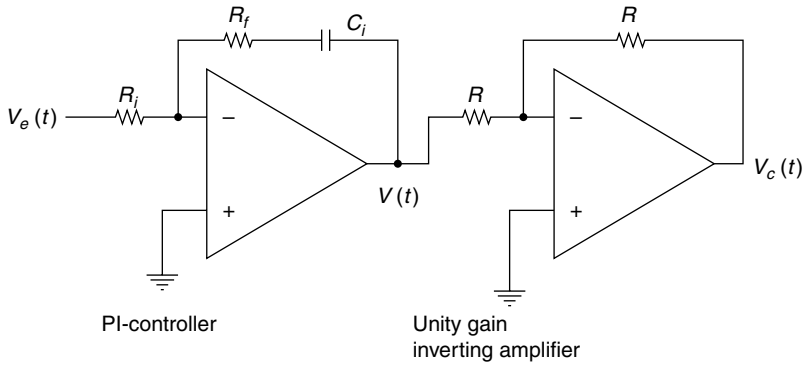 R_f
C_i
R
R_i
V_e (t)
R
−
−
V_c (t)
V (t)
+
+
PI-controller
Unity gain
inverting amplifier